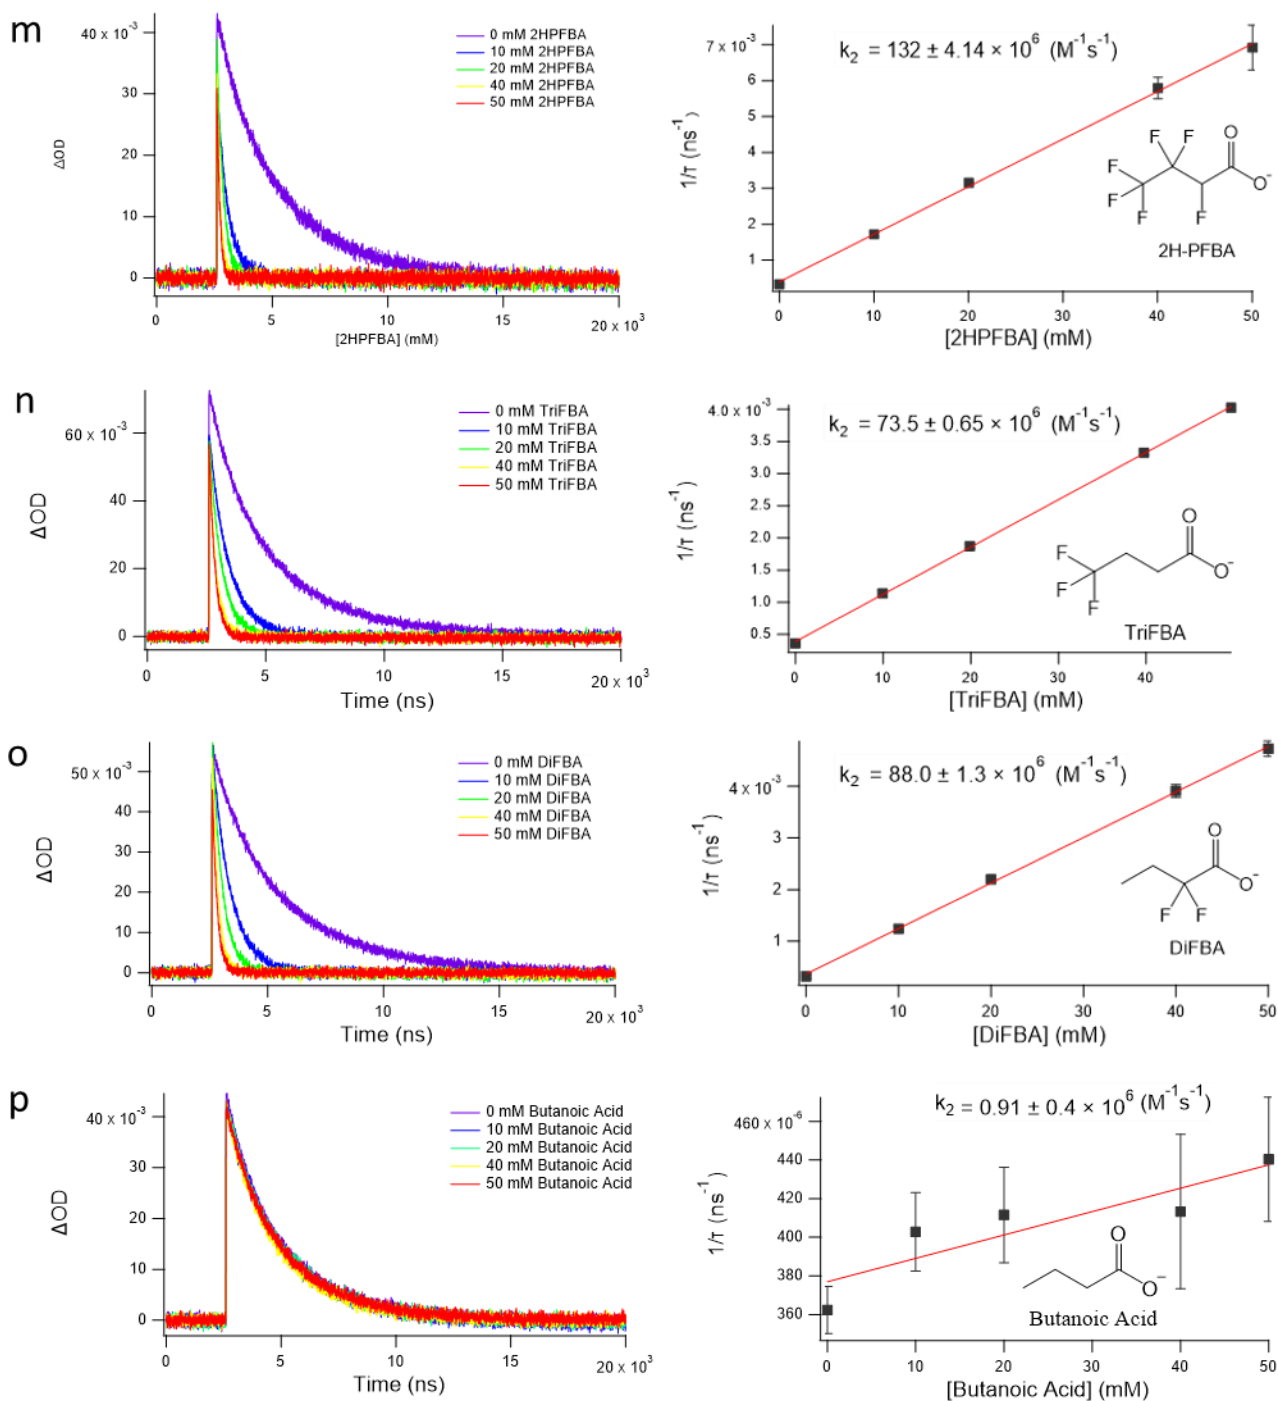 m
40 × 10⁻³
30
20
10
0
ΔOD
0 mM 2HPFBA
10 mM 2HPFBA
20 mM 2HPFBA
40 mM 2HPFBA
50 mM 2HPFBA
0
5
10
15
20 × 10³
[2HPFBA] (mM)
7 × 10⁻³
6
5
4
3
2
1
1/τ (ns⁻¹)
k₂ = 132 ± 4.14 × 10⁶ (M⁻¹s⁻¹)
F
F
F
F
F
F
O
O⁻
2H-PFBA
0
10
20
30
40
50
[2HPFBA] (mM)
n
60 × 10⁻³
40
20
0
ΔOD
0 mM TriFBA
10 mM TriFBA
20 mM TriFBA
40 mM TriFBA
50 mM TriFBA
0
5
10
15
20 × 10³
Time (ns)
4.0 × 10⁻³
3.5
3.0
2.5
2.0
1.5
1.0
0.5
1/τ (ns⁻¹)
k₂ = 73.5 ± 0.65 × 10⁶ (M⁻¹s⁻¹)
F
F
F
O
O⁻
TriFBA
0
10
20
30
40
[TriFBA] (mM)
o
50 × 10⁻³
40
30
20
10
0
ΔOD
0 mM DiFBA
10 mM DiFBA
20 mM DiFBA
40 mM DiFBA
50 mM DiFBA
0
5
10
15
20 × 10³
Time (ns)
4 × 10⁻³
3
2
1
1/τ (ns⁻¹)
k₂ = 88.0 ± 1.3 × 10⁶ (M⁻¹s⁻¹)
O
O⁻
F
F
DiFBA
0
10
20
30
40
50
[DiFBA] (mM)
p
40 × 10⁻³
30
20
10
0
ΔOD
0 mM Butanoic Acid
10 mM Butanoic Acid
20 mM Butanoic Acid
40 mM Butanoic Acid
50 mM Butanoic Acid
0
5
10
15
20 × 10³
Time (ns)
460 × 10⁻⁶
440
420
400
380
360
1/τ (ns⁻¹)
k₂ = 0.91 ± 0.4 × 10⁶ (M⁻¹s⁻¹)
O
O⁻
Butanoic Acid
0
10
20
30
40
50
[Butanoic Acid] (mM)